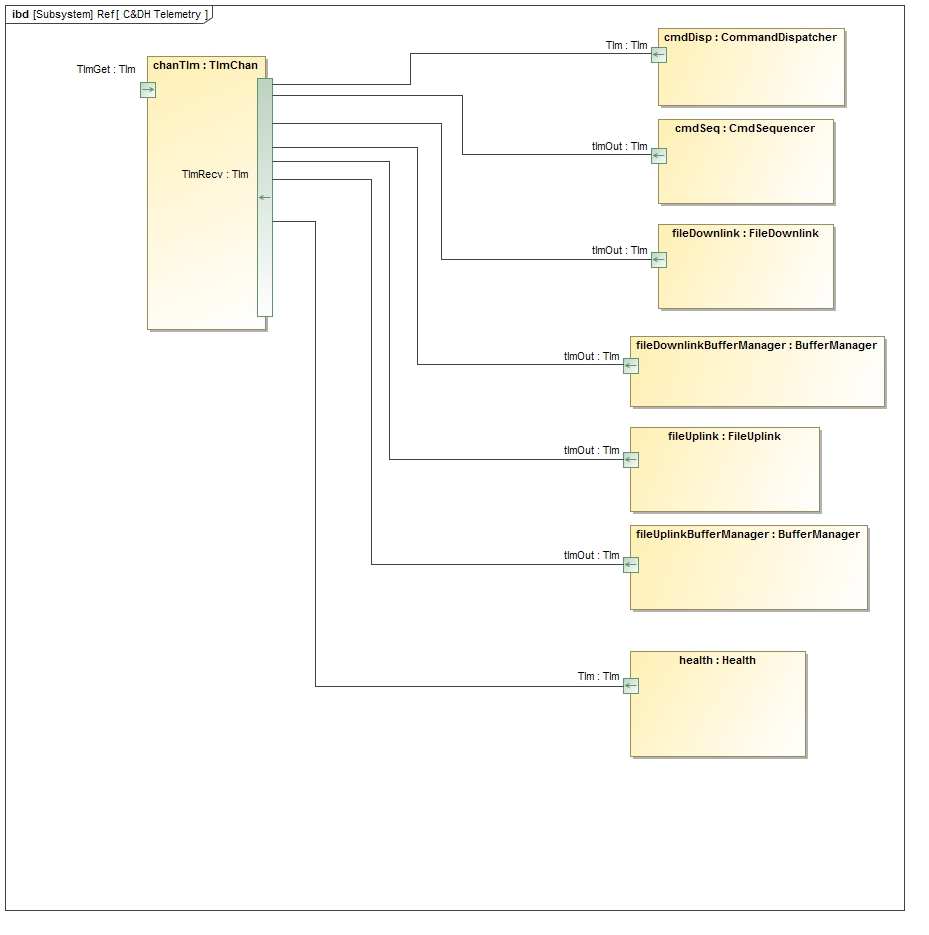 ibd [Subsystem] Ref [ C&DH Telemetry ]
TlmGet : Tlm
chanTlm : TlmChan
TlmRecv : Tlm
Tlm : Tlm
cmdDisp : CommandDispatcher
tlmOut : Tlm
cmdSeq : CmdSequencer
tlmOut : Tlm
fileDownlink : FileDownlink
tlmOut : Tlm
fileDownlinkBufferManager : BufferManager
tlmOut : Tlm
fileUplink : FileUplink
tlmOut : Tlm
fileUplinkBufferManager : BufferManager
Tlm : Tlm
health : Health